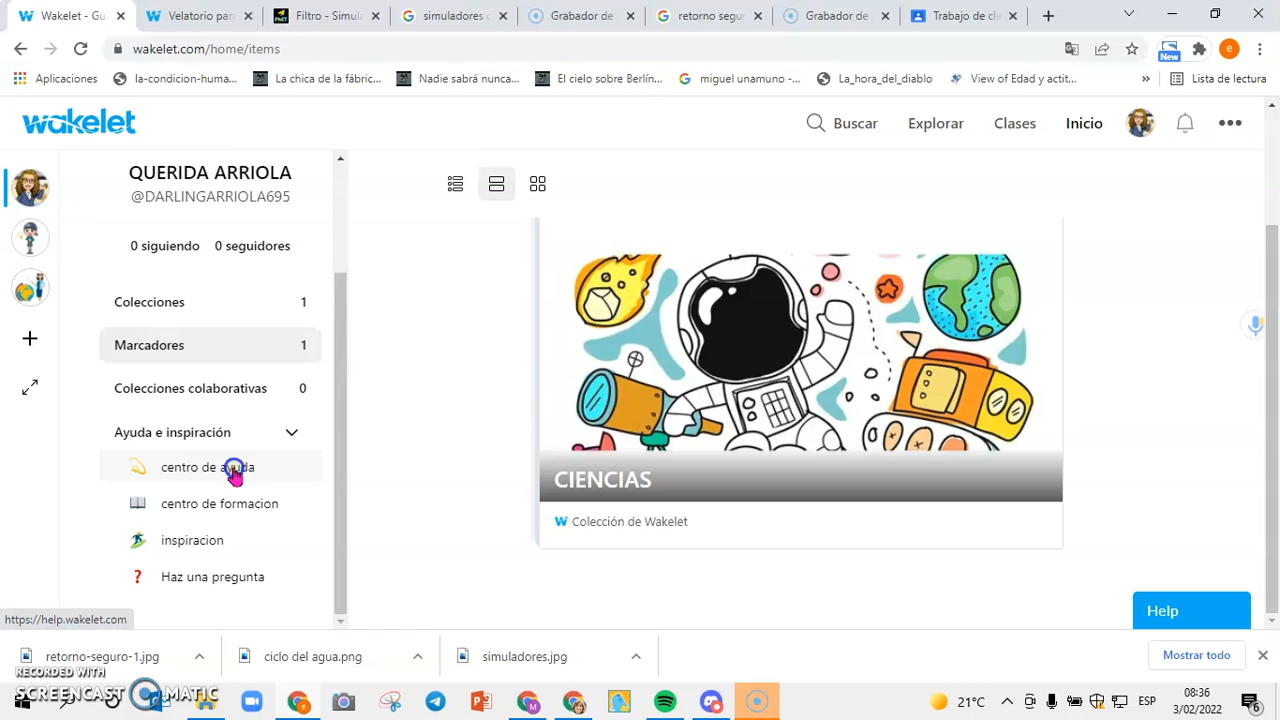 Wakelet - Gu
Velatorio par
Filtro - Simul
simuladores c
Grabador de
retorno segur
Grabador de
Trabajo de cla
wakelet.com/home/items
New
e
Aplicaciones
la-condicion-huma...
La chica de la fábric...
Nadie sabrá nunca...
El cielo sobre Berlín...
miguel unamuno -...
La_hora_del_diablo
View of Edad y actit...
»
Lista de lectura
wakelet
Buscar
Explorar
Clases
Inicio
QUERIDA ARRIOLA
@DARLINGARRIOLA695
0 siguiendo 0 seguidores
Colecciones 1
Marcadores 1
Colecciones colaborativas 0
Ayuda e inspiración
centro de ayuda
centro de formacion
inspiracion
Haz una pregunta
CIENCIAS
Colección de Wakelet
Help
https://help.wakelet.com
retorno-seguro-1.jpg
ciclo del agua.png
simuladores.jpg
Mostrar todo
RECORDED WITH
SCREENCAST MATIC
21°C
ESP
08:36
3/02/2022
6